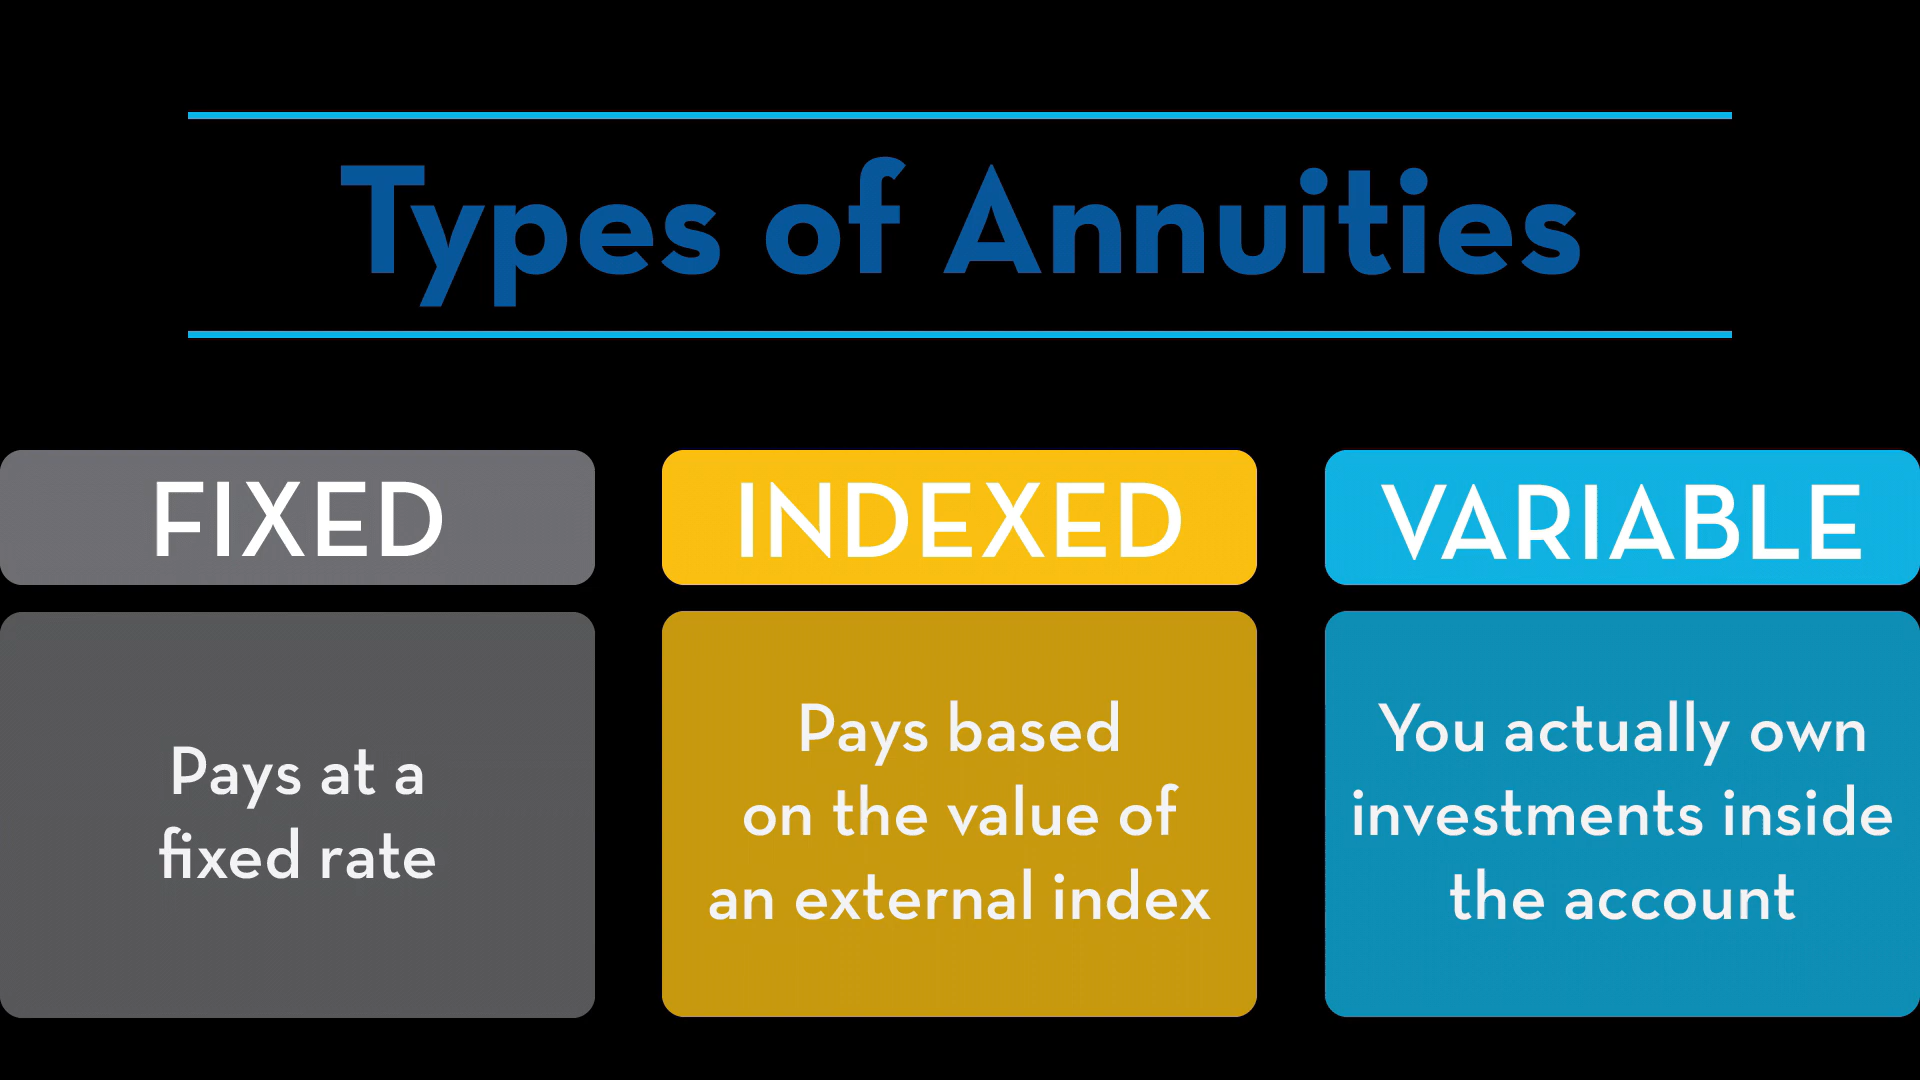 Types of Annuities
FIXED
Pays at a
fixed rate
INDEXED
Pays based
on the value of
an external index
VARIABLE
You actually own
investments inside
the account